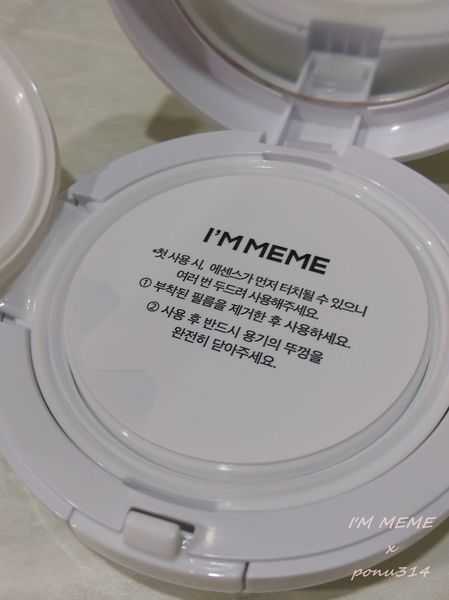 I'M MEME
*첫 사용 시, 에센스가 먼저 터치될 수 있으니
여러 번 두드려 사용해주세요.
① 부착된 필름을 제거한 후 사용하세요.
② 사용 후 반드시 용기의 뚜껑을
완전히 닫아주세요.
I'M MEME
x
ponu314